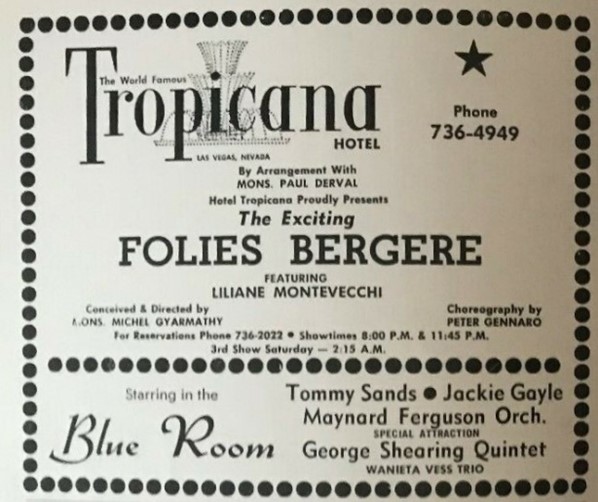 The World Famous
Tropicana
HOTEL
LAS VEGAS, NEVADA
Phone
736-4949
By Arrangement With
MONS. PAUL DERVAL
Hotel Tropicana Proudly Presents
The Exciting
FOLIES BERGERE
FEATURING
LILIANE MONTEVECCHI
Conceived & Directed by
MONS. MICHEL GYARMATHY
Choreography by
PETER GENNARO
For Reservations Phone 736-2022 • Showtimes 8:00 P.M. & 11:45 P.M.
3rd Show Saturday — 2:15 A.M.
Starring in the
Blue Room
Tommy Sands • Jackie Gayle
Maynard Ferguson Orch.
SPECIAL ATTRACTION
George Shearing Quintet
WANIETA VESS TRIO